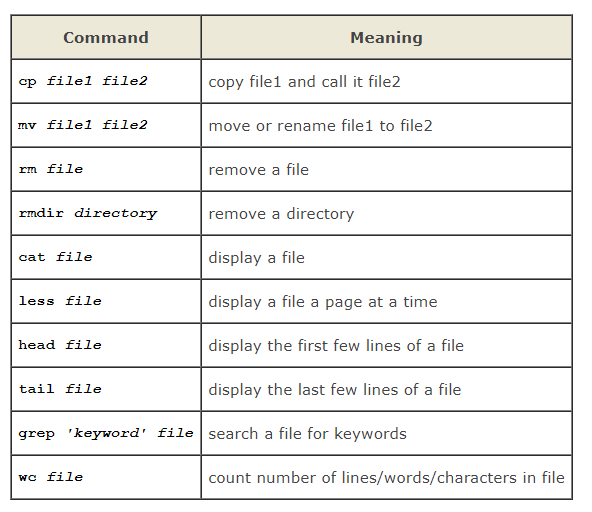 Command Meaning
cp file1 file2 copy file1 and call it file2
mv file1 file2 move or rename file1 to file2
rm file remove a file
rmdir directory remove a directory
cat file display a file
less file display a file a page at a time
head file display the first few lines of a file
tail file display the last few lines of a file
grep 'keyword' file search a file for keywords
wc file count number of lines/words/characters in file